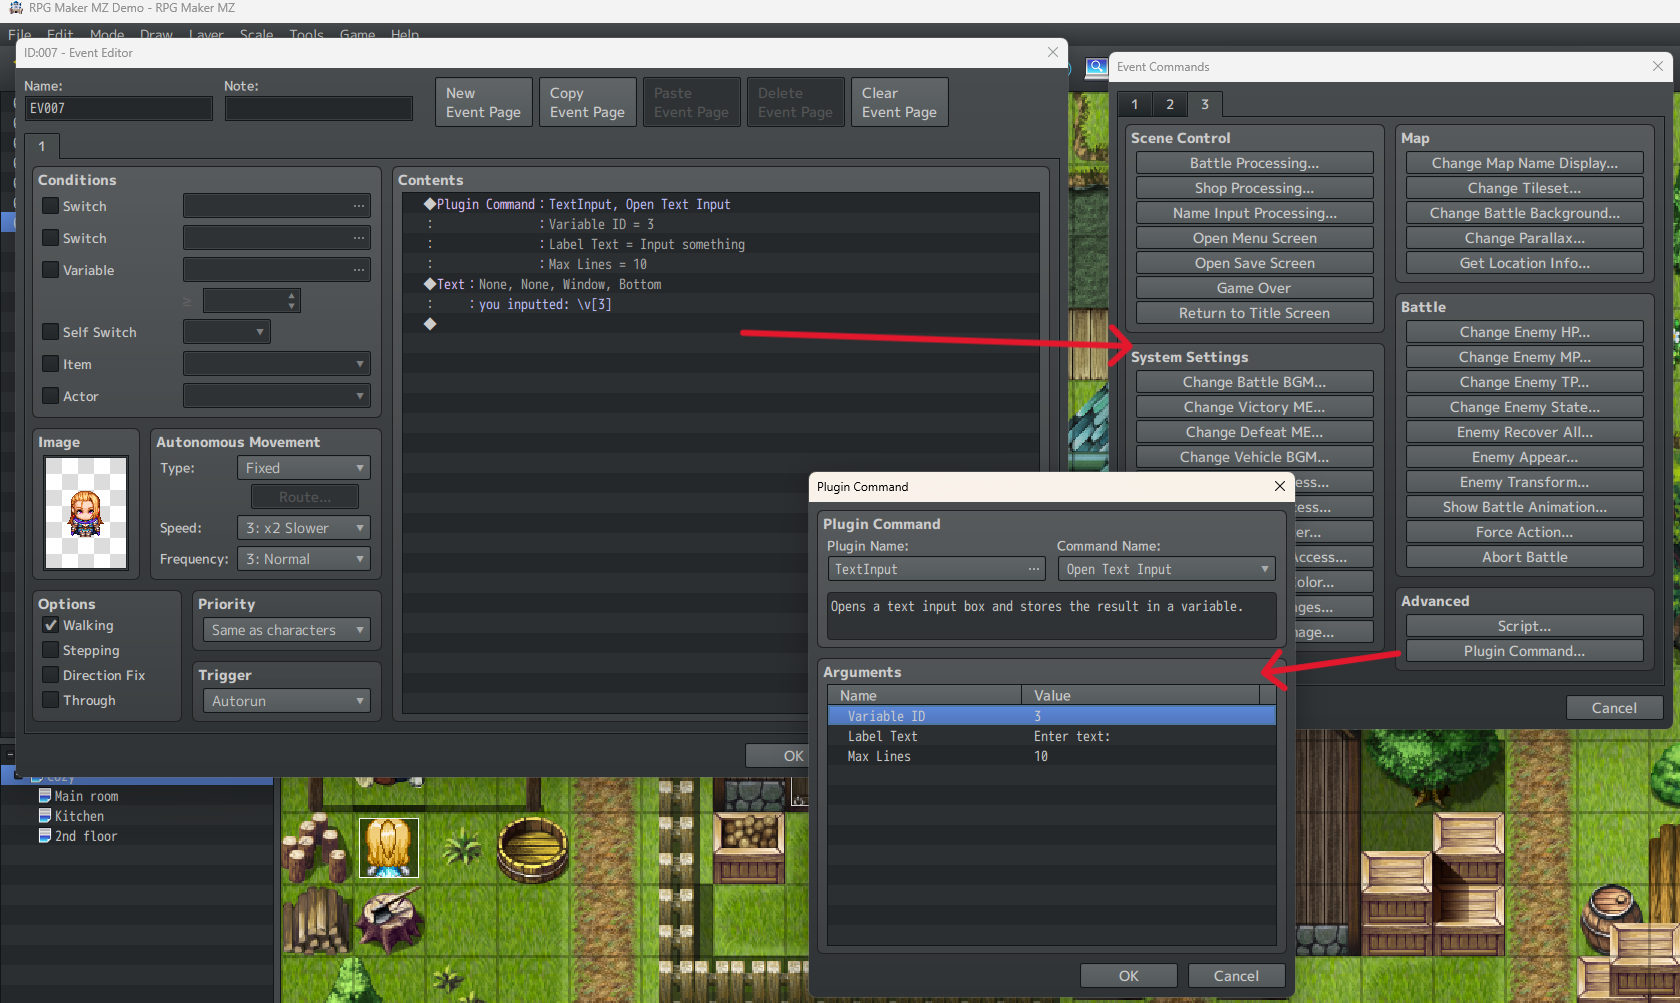 RPG Maker MZ Demo - RPG Maker MZ
File Edit Mode Draw Layer Scale Tools Game Help
ID:007 - Event Editor
Name:
Note:
EV007
New
Event Page
Copy
Event Page
Paste
Event Page
Delete
Event Page
Clear
Event Page
1
Conditions
Switch
...
Switch
...
Variable
...
≥
Self Switch
Item
Actor
Image
Autonomous Movement
Type:
Fixed
Route...
Speed:
3: x2 Slower
Frequency:
3: Normal
Options
Walking
Stepping
Direction Fix
Through
Priority
Same as characters
Trigger
Autorun
Contents
◆Plugin Command：TextInput, Open Text Input
：　：Variable ID = 3
：　：Label Text = Input something
：　：Max Lines = 10
◆Text：None, None, Window, Bottom
：　：you inputted: \v[3]
◆
OK
Event Commands
1 2 3
Scene Control
Battle Processing...
Shop Processing...
Name Input Processing...
Open Menu Screen
Open Save Screen
Game Over
Return to Title Screen
System Settings
Change Battle BGM...
Change Victory ME...
Change Defeat ME...
Change Vehicle BGM...
ess...
ess...
er...
Access...
olor...
ges...
mage...
Map
Change Map Name Display...
Change Tileset...
Change Battle Background...
Change Parallax...
Get Location Info...
Battle
Change Enemy HP...
Change Enemy MP...
Change Enemy TP...
Change Enemy State...
Enemy Recover All...
Enemy Appear...
Enemy Transform...
Show Battle Animation...
Force Action...
Abort Battle
Advanced
Script...
Plugin Command...
Cancel
Plugin Command
Plugin Command
Plugin Name:
Command Name:
TextInput
...
Open Text Input
Opens a text input box and stores the result in a variable.
Arguments
Name Value
Variable ID 3
Label Text Enter text:
Max Lines 10
OK
Cancel
Cozy
Main room
Kitchen
2nd floor